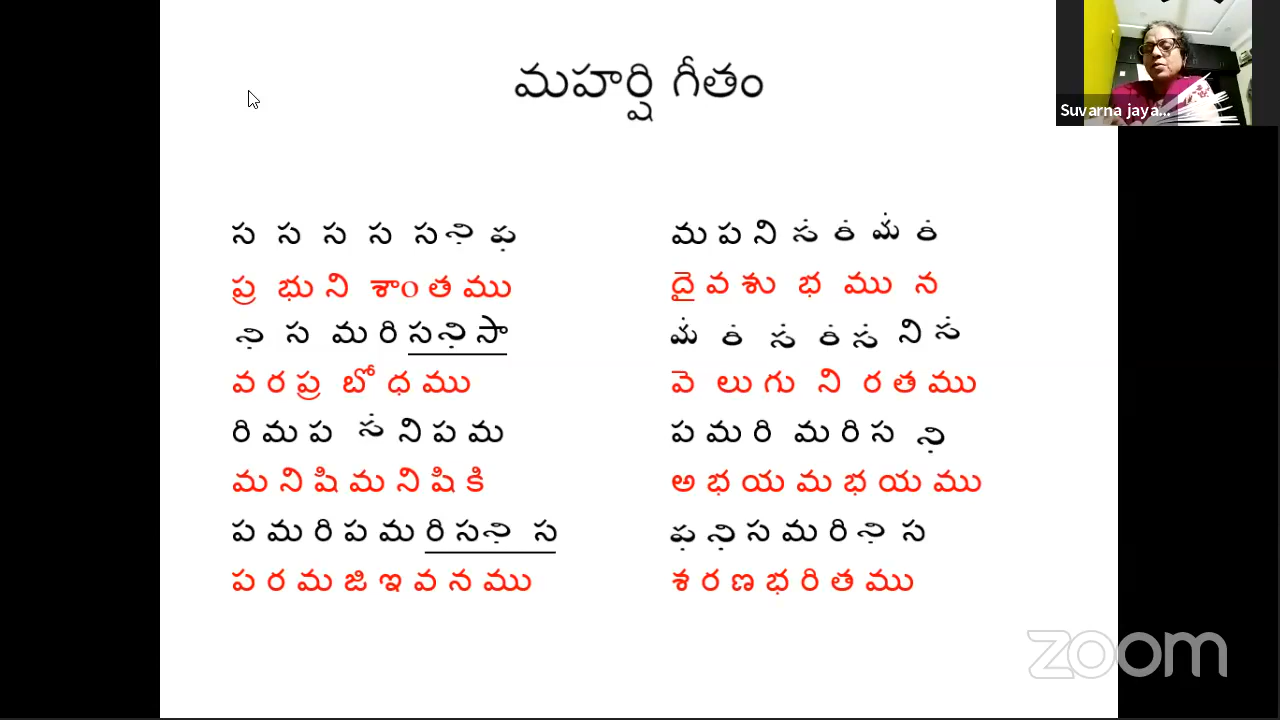 మహర్షి గీతం
Suvarna jaya...
స స స స సని̣ ప̣
ప్ర భు ని శాం త ము
ని̣ స మ రి సని̣సా
వ ర ప్ర బో ధ ము
రి మ ప సం ని ప మ
మ ని షి మ ని షి కి
ప మ రి ప మ రి సని̣ స
ప ర మ జి ఇ వ న ము
మ ప ని స̇ రి̇ మ̇ రి̇
దై వ శు భ ము న
మ̇ రి̇ స̇ రి̇ స̇ ని స̇
వె లు గు ని ర త ము
ప మ రి మ రి స ని̣
అ భ య మ భ య ము
ప̣ ని̣ స మ రి ని̣ స
శ ర ణ భ రి త ము
zoom